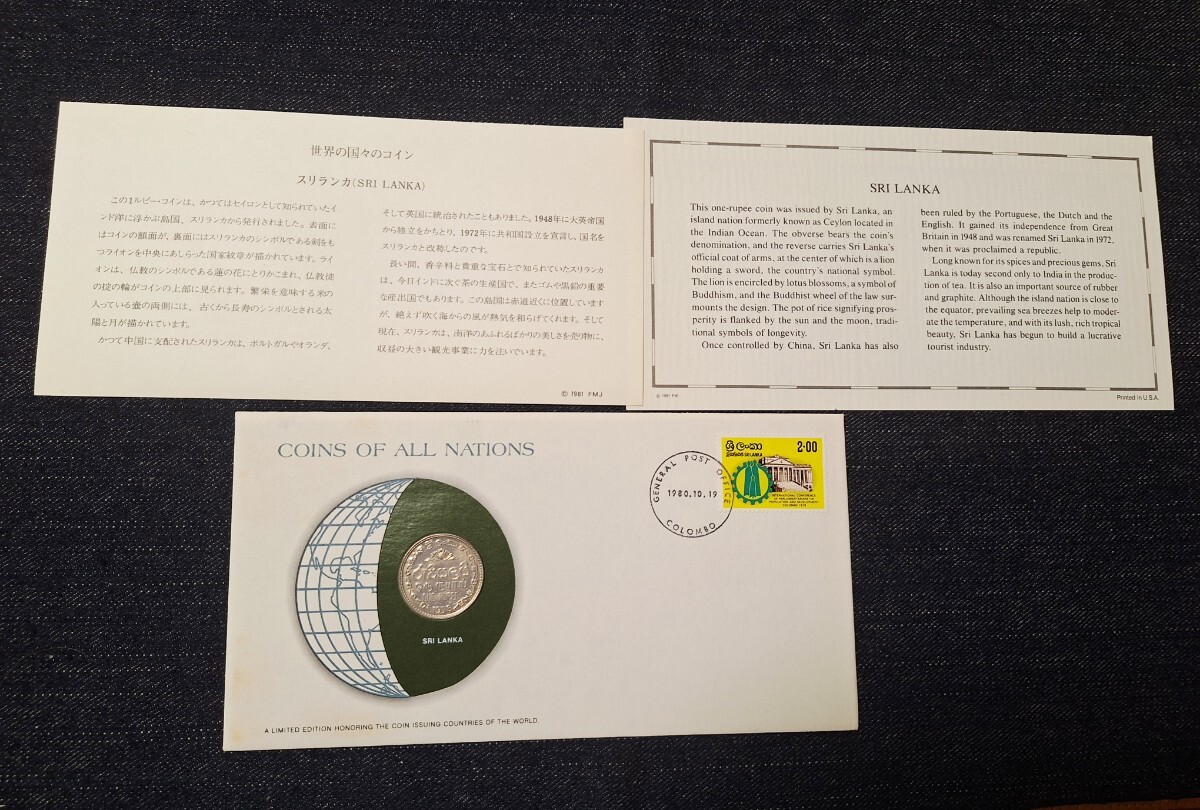 世界の国々のコイン
スリランカ(SRI LANKA)
この1ルピー・コインは、かつてはセイロンとして知られていたイ
ンド洋に浮かぶ島国、スリランカから発行されました。表面に
はコインの額面が、裏面にはスリランカのシンボルである剣をも
つライオンを中央にあしらった国家紋章が描かれています。ライ
オンは、仏教のシンボルである蓮の花にとりかこまれ、仏教徒
の掟の輪がコインの上部に見られます。繁栄を意味する米の
入っている壷の両側には、古くから長寿のシンボルとされる太
陽と月が描かれています。
かつて中国に支配されたスリランカは、ポルトガルやオランダ、
そして英国に統治されたこともありました。1948年に大英帝国
から独立をかちとり、1972年に共和国設立を宣言し、国名を
スリランカと改称したのです。
長い間、香辛料と貴重な宝石とで知られていたスリランカ
は、今日インドに次ぐ茶の生産国で、またゴムや黒鉛の重要
な産出国でもあります。この島国は赤道近くに位置しています
が、絶えず吹く海からの風が熱気を和らげてくれます。そして
現在、スリランカは、南洋のあふれるばかりの美しさを売り物に、
収益の大きい観光事業に力を注いでいます。
© 1981 FMJ
SRI LANKA
This one-rupee coin was issued by Sri Lanka, an
island nation formerly known as Ceylon located in
the Indian Ocean. The obverse bears the coin's
denomination, and the reverse carries Sri Lanka's
official coat of arms, at the center of which is a lion
holding a sword, the country's national symbol.
The lion is encircled by lotus blossoms, a symbol of
Buddhism, and the Buddhist wheel of the law sur-
mounts the design. The pot of rice signifying pros-
perity is flanked by the sun and the moon, tradi-
tional symbols of longevity.
Once controlled by China, Sri Lanka has also
been ruled by the Portuguese, the Dutch and the
English. It gained its independence from Great
Britain in 1948 and was renamed Sri Lanka in 1972,
when it was proclaimed a republic.
Long known for its spices and precious gems, Sri
Lanka is today second only to India in the produc-
tion of tea. It is also an important source of rubber
and graphite. Although the island nation is close to
the equator, prevailing sea breezes help to moder-
ate the temperature, and with its lush, rich tropical
beauty, Sri Lanka has begun to build a lucrative
tourist industry.
© 1981 FM
Printed in U.S.A.
COINS OF ALL NATIONS
GENERAL POST OFFICE
1980.10.19
COLOMBO
ශ්‍රී ලංකා
இலங்கை SRI LANKA
2.00
INTERNATIONAL CONFERENCE
OF PARLIAMENTARIANS ON
POPULATION AND DEVELOPMENT
COLOMBO 1979
රුපියලයි
SRI LANKA
A LIMITED EDITION HONORING THE COIN ISSUING COUNTRIES OF THE WORLD.